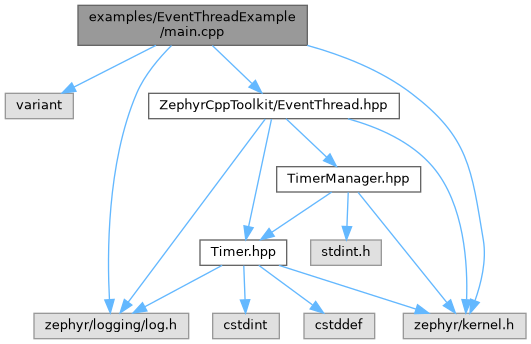 examples/EventThreadExample
/main.cpp
variant
ZephyrCppToolkit/EventThread.hpp
TimerManager.hpp
Timer.hpp
stdint.h
zephyr/logging/log.h
cstdint
cstddef
zephyr/kernel.h